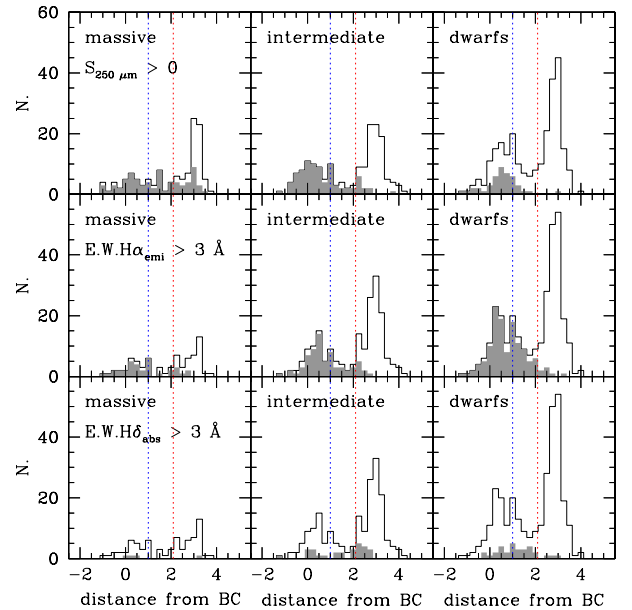 60
massive
intermediate
dwarfs
S250 μm > 0
40
N.
20
0
massive
intermediate
dwarfs
E.W.Hαemi > 3 Å
40
N.
20
0
massive
intermediate
dwarfs
E.W.Hδabs > 3 Å
40
N.
20
0
−2 0 2 4 −2 0 2 4 −2 0 2 4
distance from BC distance from BC distance from BC